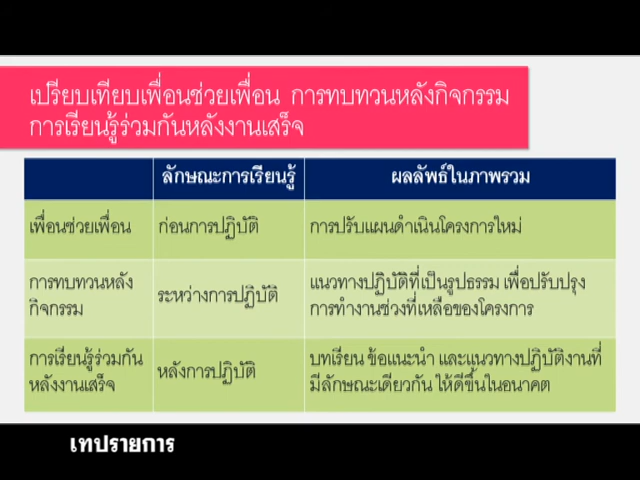 เปรียบเทียบเพื่อนช่วยเพื่อน การทบทวนหลังกิจกรรม
การเรียนรู้ร่วมกันหลังงานเสร็จ
ลักษณะการเรียนรู้ ผลลัพธ์ในภาพรวม
เพื่อนช่วยเพื่อน ก่อนการปฏิบัติ การปรับแผนดำเนินโครงการใหม่
การทบทวนหลัง
กิจกรรม
ระหว่างการปฏิบัติ
แนวทางปฏิบัติที่เป็นรูปธรรม เพื่อปรับปรุง
การทำงานช่วงที่เหลือของโครงการ
การเรียนรู้ร่วมกัน
หลังงานเสร็จ
หลังการปฏิบัติ
บทเรียน ข้อแนะนำ และแนวทางปฏิบัติงานที่
มีลักษณะเดียวกัน ให้ดีขึ้นในอนาคต
เทปรายการ